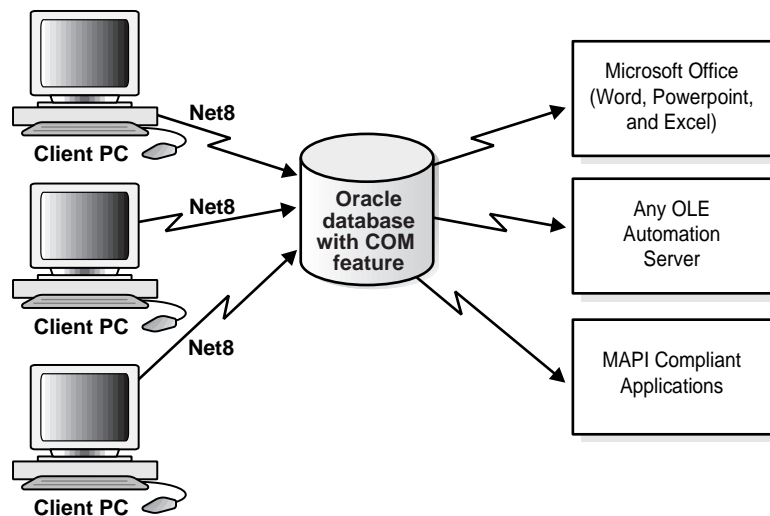 Net8
Client PC
Net8
Client PC
Net8
Client PC
Oracle
database
with COM
feature
Microsoft Office
(Word, Powerpoint,
and Excel)
Any OLE
Automation
Server
MAPI Compliant
Applications